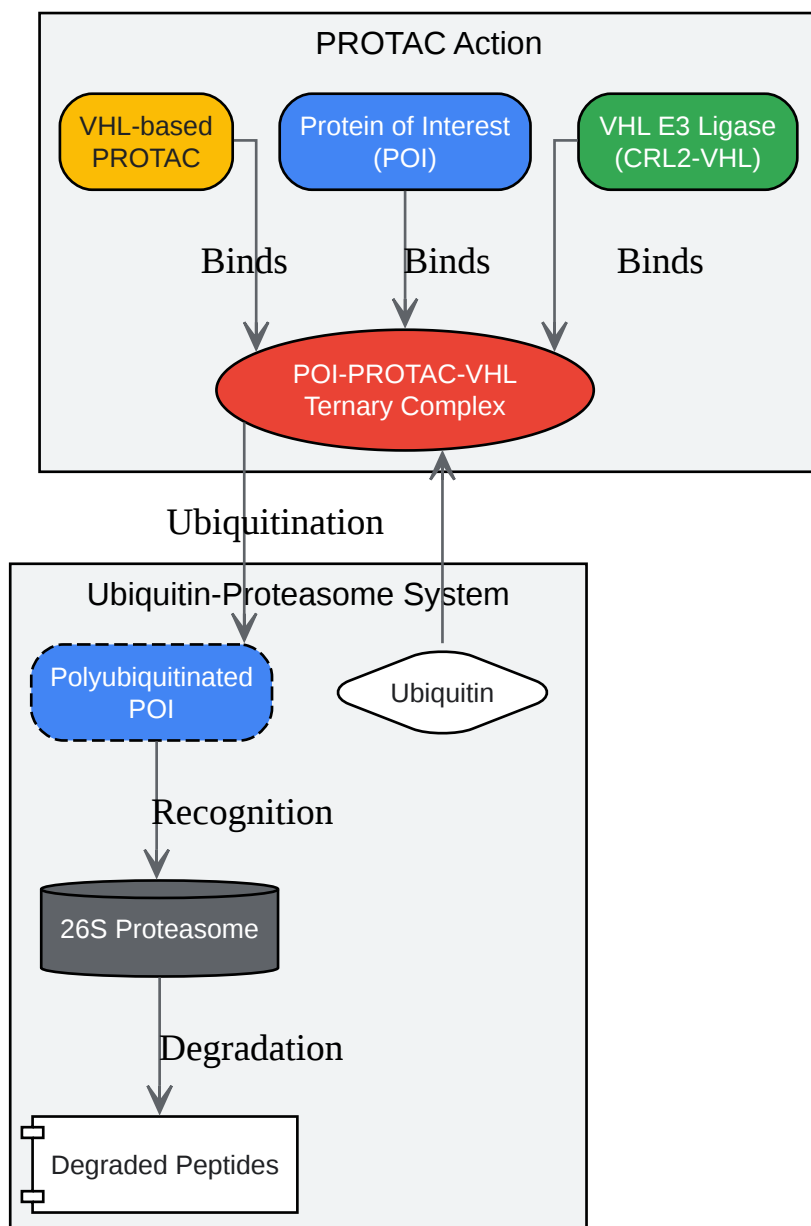 PROTAC Action
VHL-based
PROTAC
Protein of Interest
(POI)
VHL E3 Ligase
(CRL2-VHL)
Binds
Binds
Binds
POI-PROTAC-VHL
Ternary Complex
Ubiquitination
Ubiquitin-Proteasome System
Polyubiquitinated
POI
Ubiquitin
Recognition
26S Proteasome
Degradation
Degraded Peptides